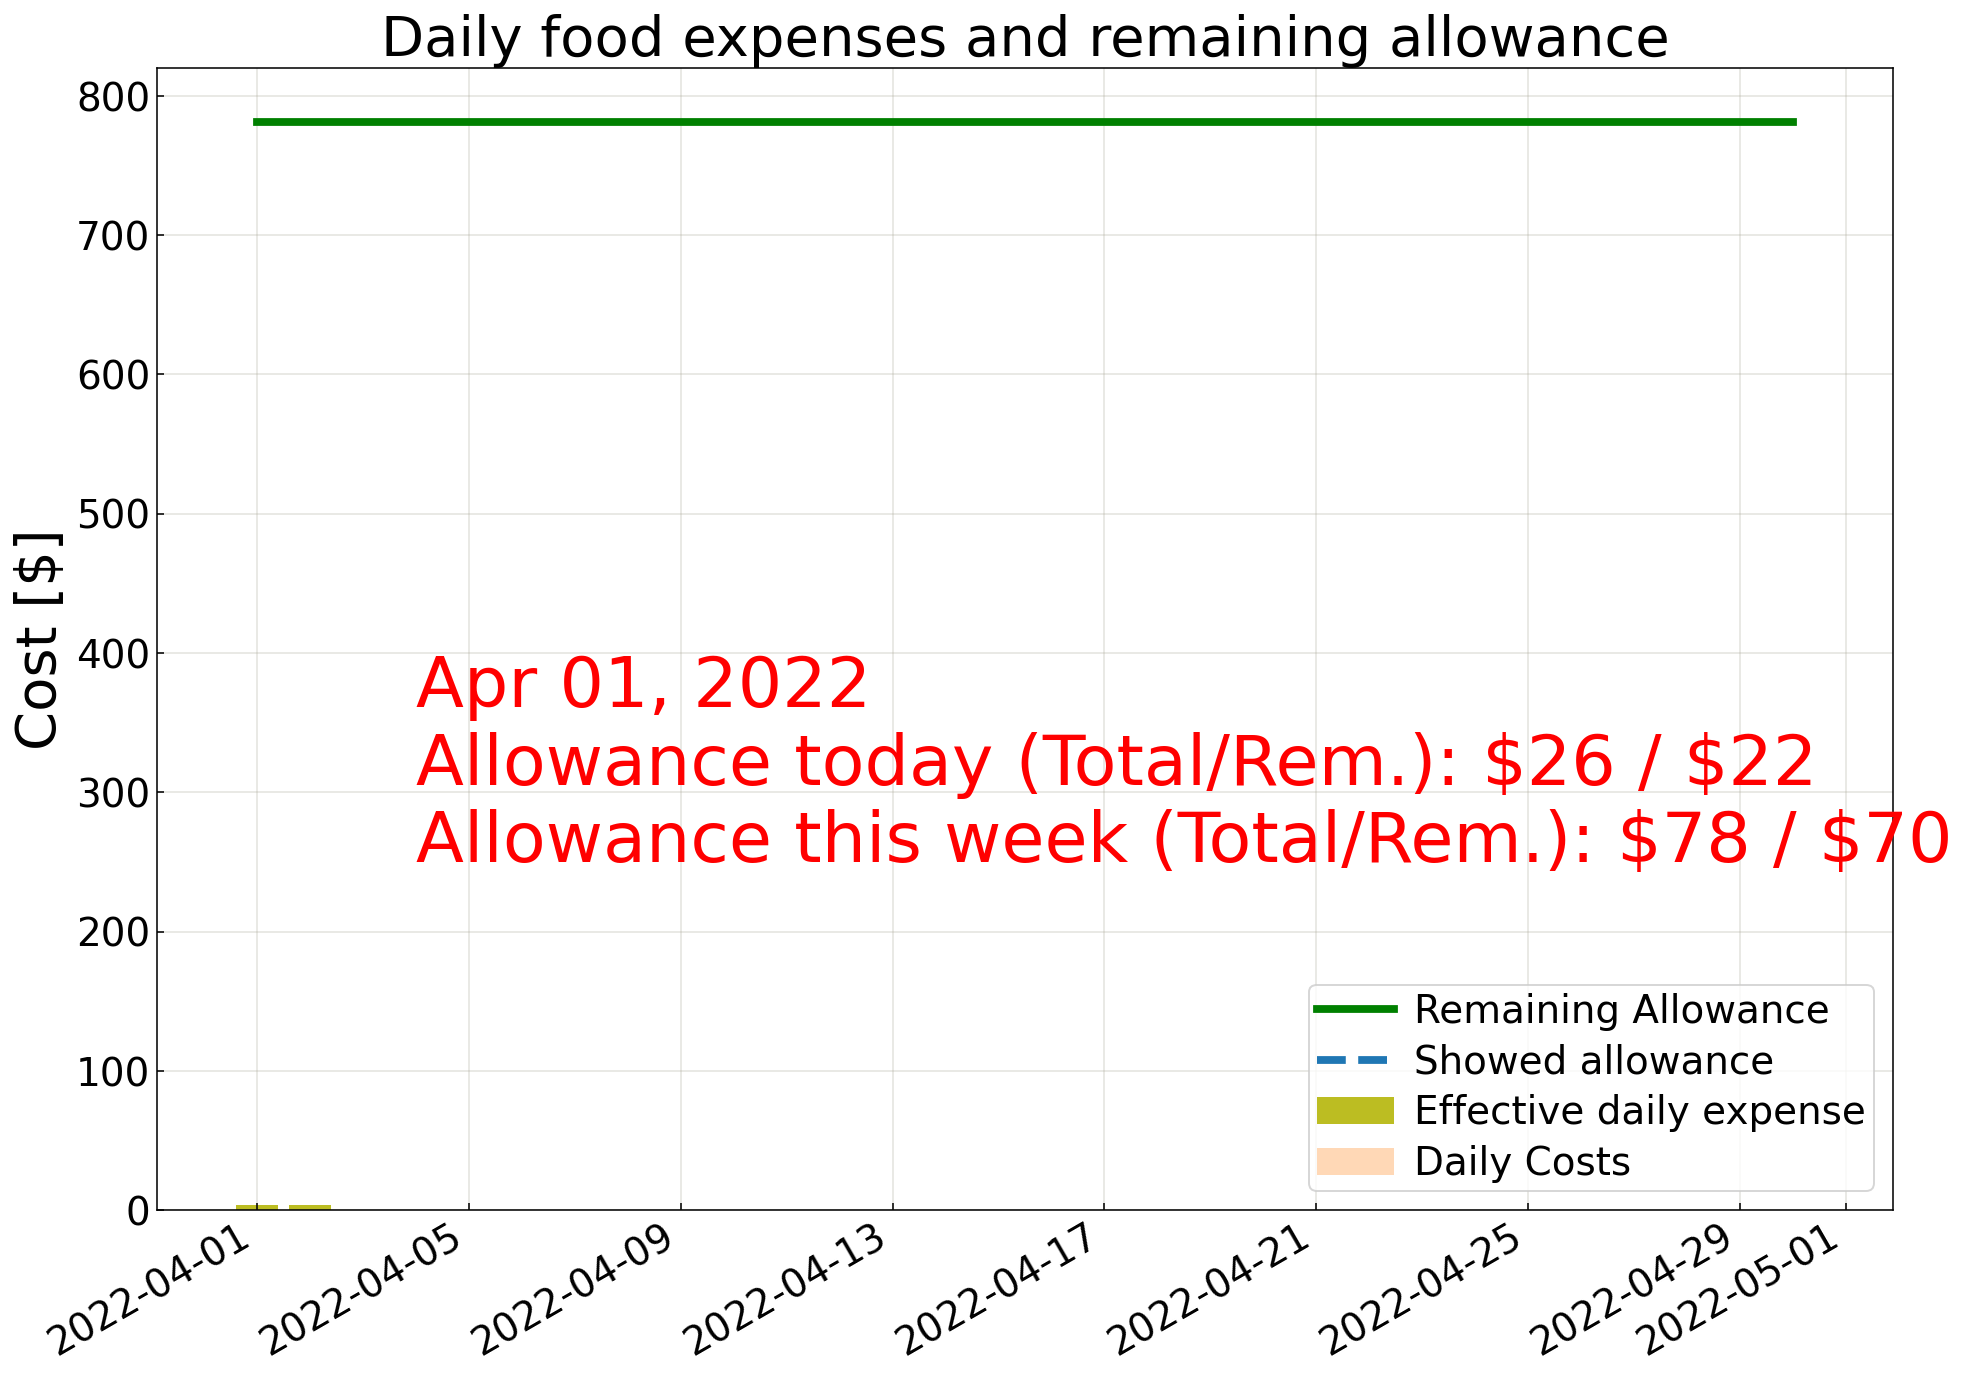 Daily food expenses and remaining allowance
Cost [$]
800
700
600
500
400
300
200
100
0
Apr 01, 2022
Allowance today (Total/Rem.): $26 / $22
Allowance this week (Total/Rem.): $78 / $70
Remaining Allowance
Showed allowance
Effective daily expense
Daily Costs
2022-04-01
2022-04-05
2022-04-09
2022-04-13
2022-04-17
2022-04-21
2022-04-25
2022-04-29
2022-05-01